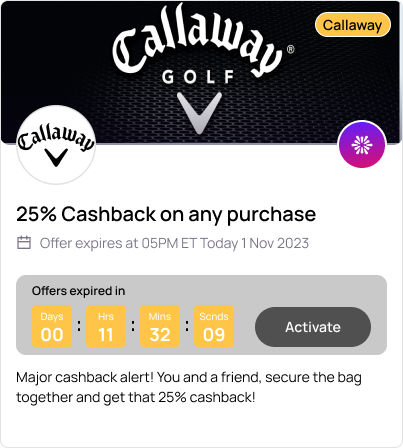 Callaway
GOLF
Callaway
Callaway
25% Cashback on any purchase
Offer expires at 05PM ET Today 1 Nov 2023
Offers expired in
Days Hrs Mins Scnds
00 : 11 : 32 : 09
Activate
Major cashback alert! You and a friend, secure the bag
together and get that 25% cashback!